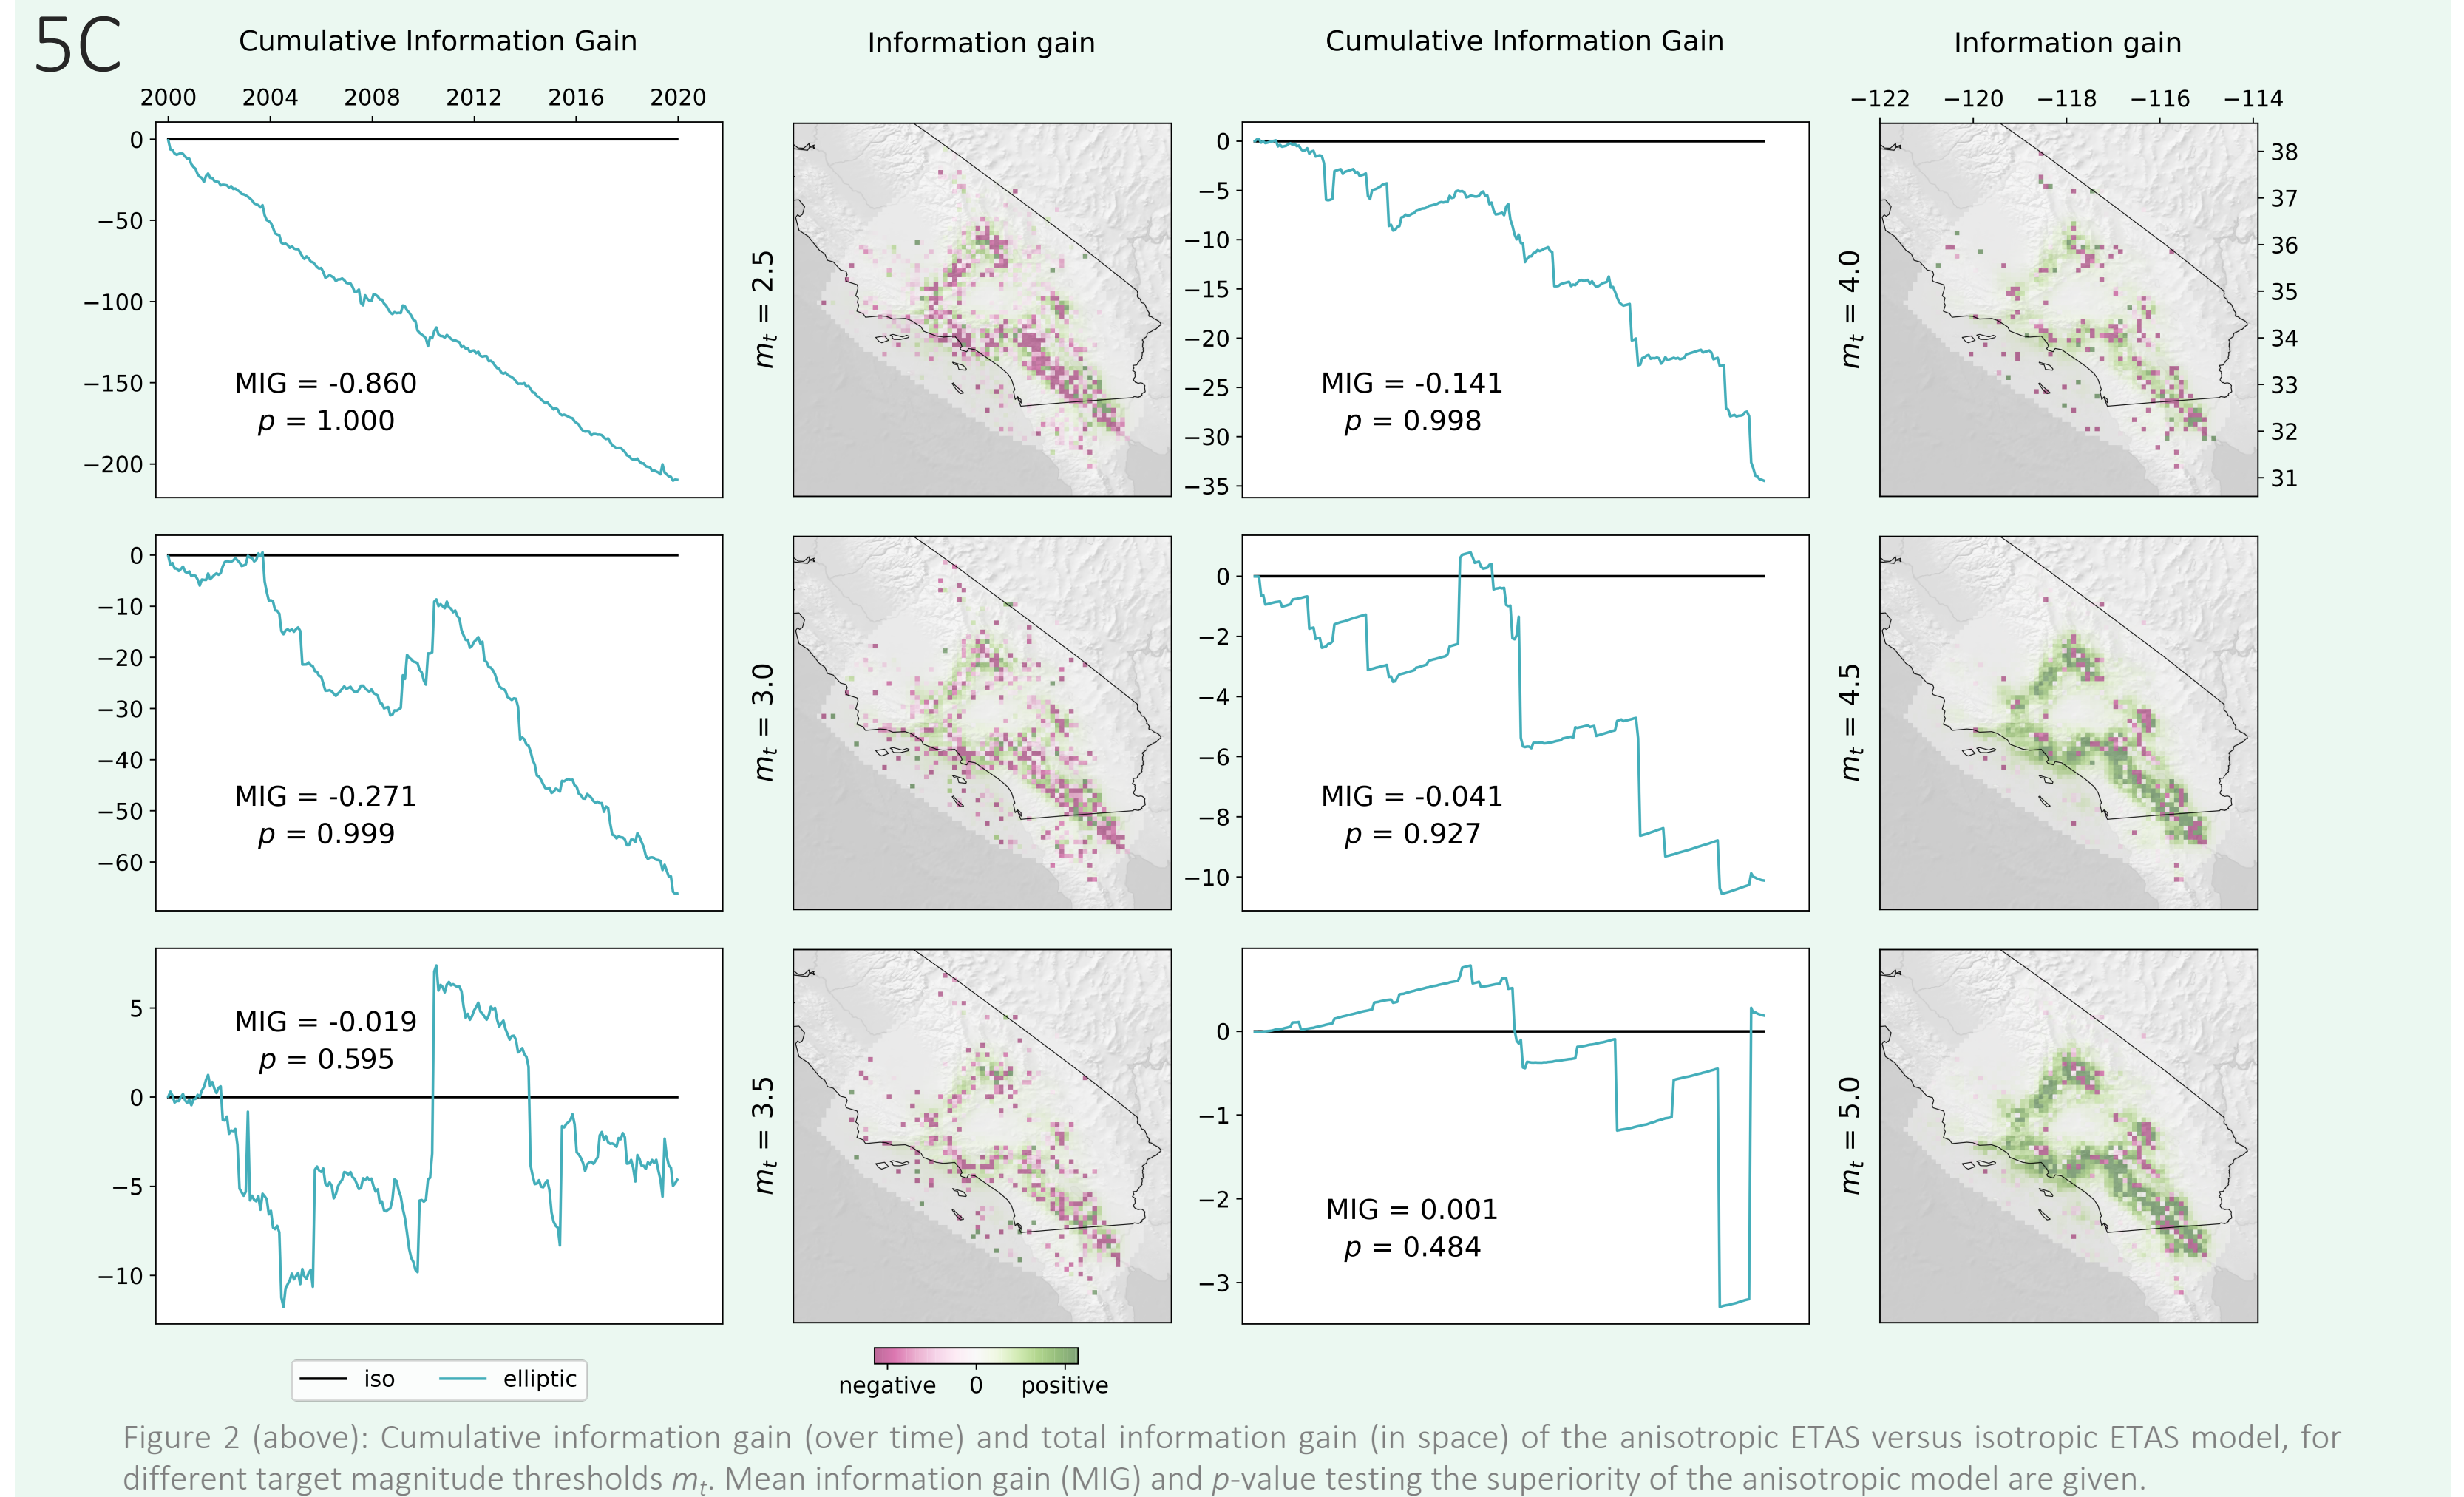 5C
Cumulative Information Gain
Information gain
Cumulative Information Gain
Information gain
2000 2004 2008 2012 2016 2020
−122 −120 −118 −116 −114
0
−50
−100
−150
−200
MIG = -0.860
p = 1.000
m_t = 2.5
0
−5
−10
−15
−20
−25
−30
−35
MIG = -0.141
p = 0.998
m_t = 4.0
38
37
36
35
34
33
32
31
0
−10
−20
−30
−40
−50
−60
MIG = -0.271
p = 0.999
m_t = 3.0
0
−2
−4
−6
−8
−10
MIG = -0.041
p = 0.927
m_t = 4.5
5
0
−5
−10
MIG = -0.019
p = 0.595
m_t = 3.5
0
−1
−2
−3
MIG = 0.001
p = 0.484
m_t = 5.0
iso elliptic
negative 0 positive
Figure 2 (above): Cumulative information gain (over time) and total information gain (in space) of the anisotropic ETAS versus isotropic ETAS model, for
different target magnitude thresholds m_t. Mean information gain (MIG) and p-value testing the superiority of the anisotropic model are given.